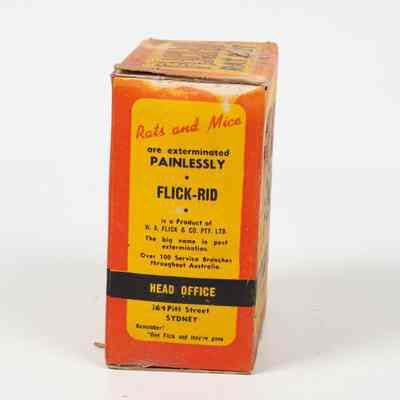 Rats and Mice
are exterminated
PAINLESSLY
•
FLICK-RID
•
is a Product of
W. A. FLICK & CO. PTY. LTD.
The big name in pest
extermination.
Over 100 Service Branches
throughout Australia.
HEAD OFFICE
164 Pitt Street
SYDNEY
Remember!
"One Flick and they're gone